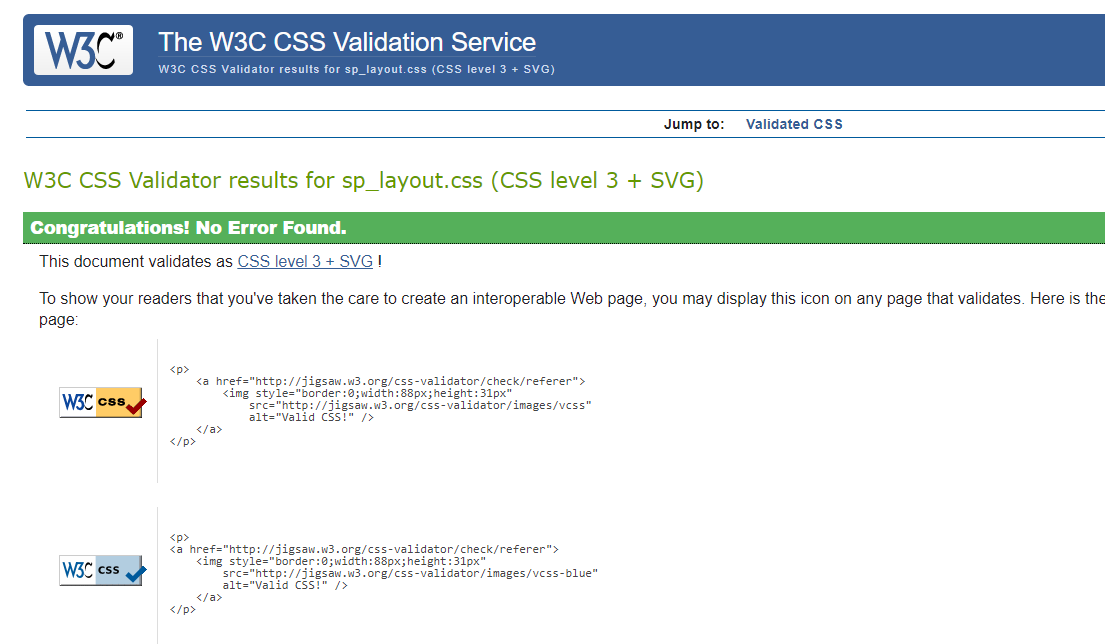 W3C®
The W3C CSS Validation Service
W3C CSS Validator results for sp_layout.css (CSS level 3 + SVG)
Jump to: Validated CSS
W3C CSS Validator results for sp_layout.css (CSS level 3 + SVG)
Congratulations! No Error Found.
This document validates as CSS level 3 + SVG !
To show your readers that you've taken the care to create an interoperable Web page, you may display this icon on any page that validates. Here is the
page:
W3C css
<p>
<a href="http://jigsaw.w3.org/css-validator/check/referer">
<img style="border:0;width:88px;height:31px"
src="http://jigsaw.w3.org/css-validator/images/vcss"
alt="Valid CSS!" />
</a>
</p>
W3C css
<p>
<a href="http://jigsaw.w3.org/css-validator/check/referer">
<img style="border:0;width:88px;height:31px"
src="http://jigsaw.w3.org/css-validator/images/vcss-blue"
alt="Valid CSS!" />
</a>
</p>